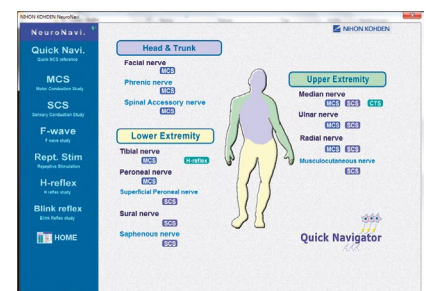 NIHON KOHDEN NeuroNavi
NeuroNavi.
Quick Navi.
Quick NCS reference
MCS
Motor Conduction Study
SCS
Sensory Conduction Study
F-wave
F wave study
Rept. Stim
Repetitive Stimulation
H-reflex
H reflex study
Blink reflex
Blink Reflex study
HOME
NIHON KOHDEN
Head & Trunk
Facial nerve
MCS
Phrenic nerve
MCS
Spinal Accessory nerve
MCS
Lower Extremity
Tibial nerve
MCS H-reflex
Peroneal nerve
MCS
Superficial Peroneal nerve
SCS
Sural nerve
SCS
Saphenous nerve
SCS
Upper Extremity
Median nerve
MCS SCS CTS
Ulnar nerve
MCS SCS
Radial nerve
MCS SCS
Musculocutaneous nerve
SCS
Quick Navigator